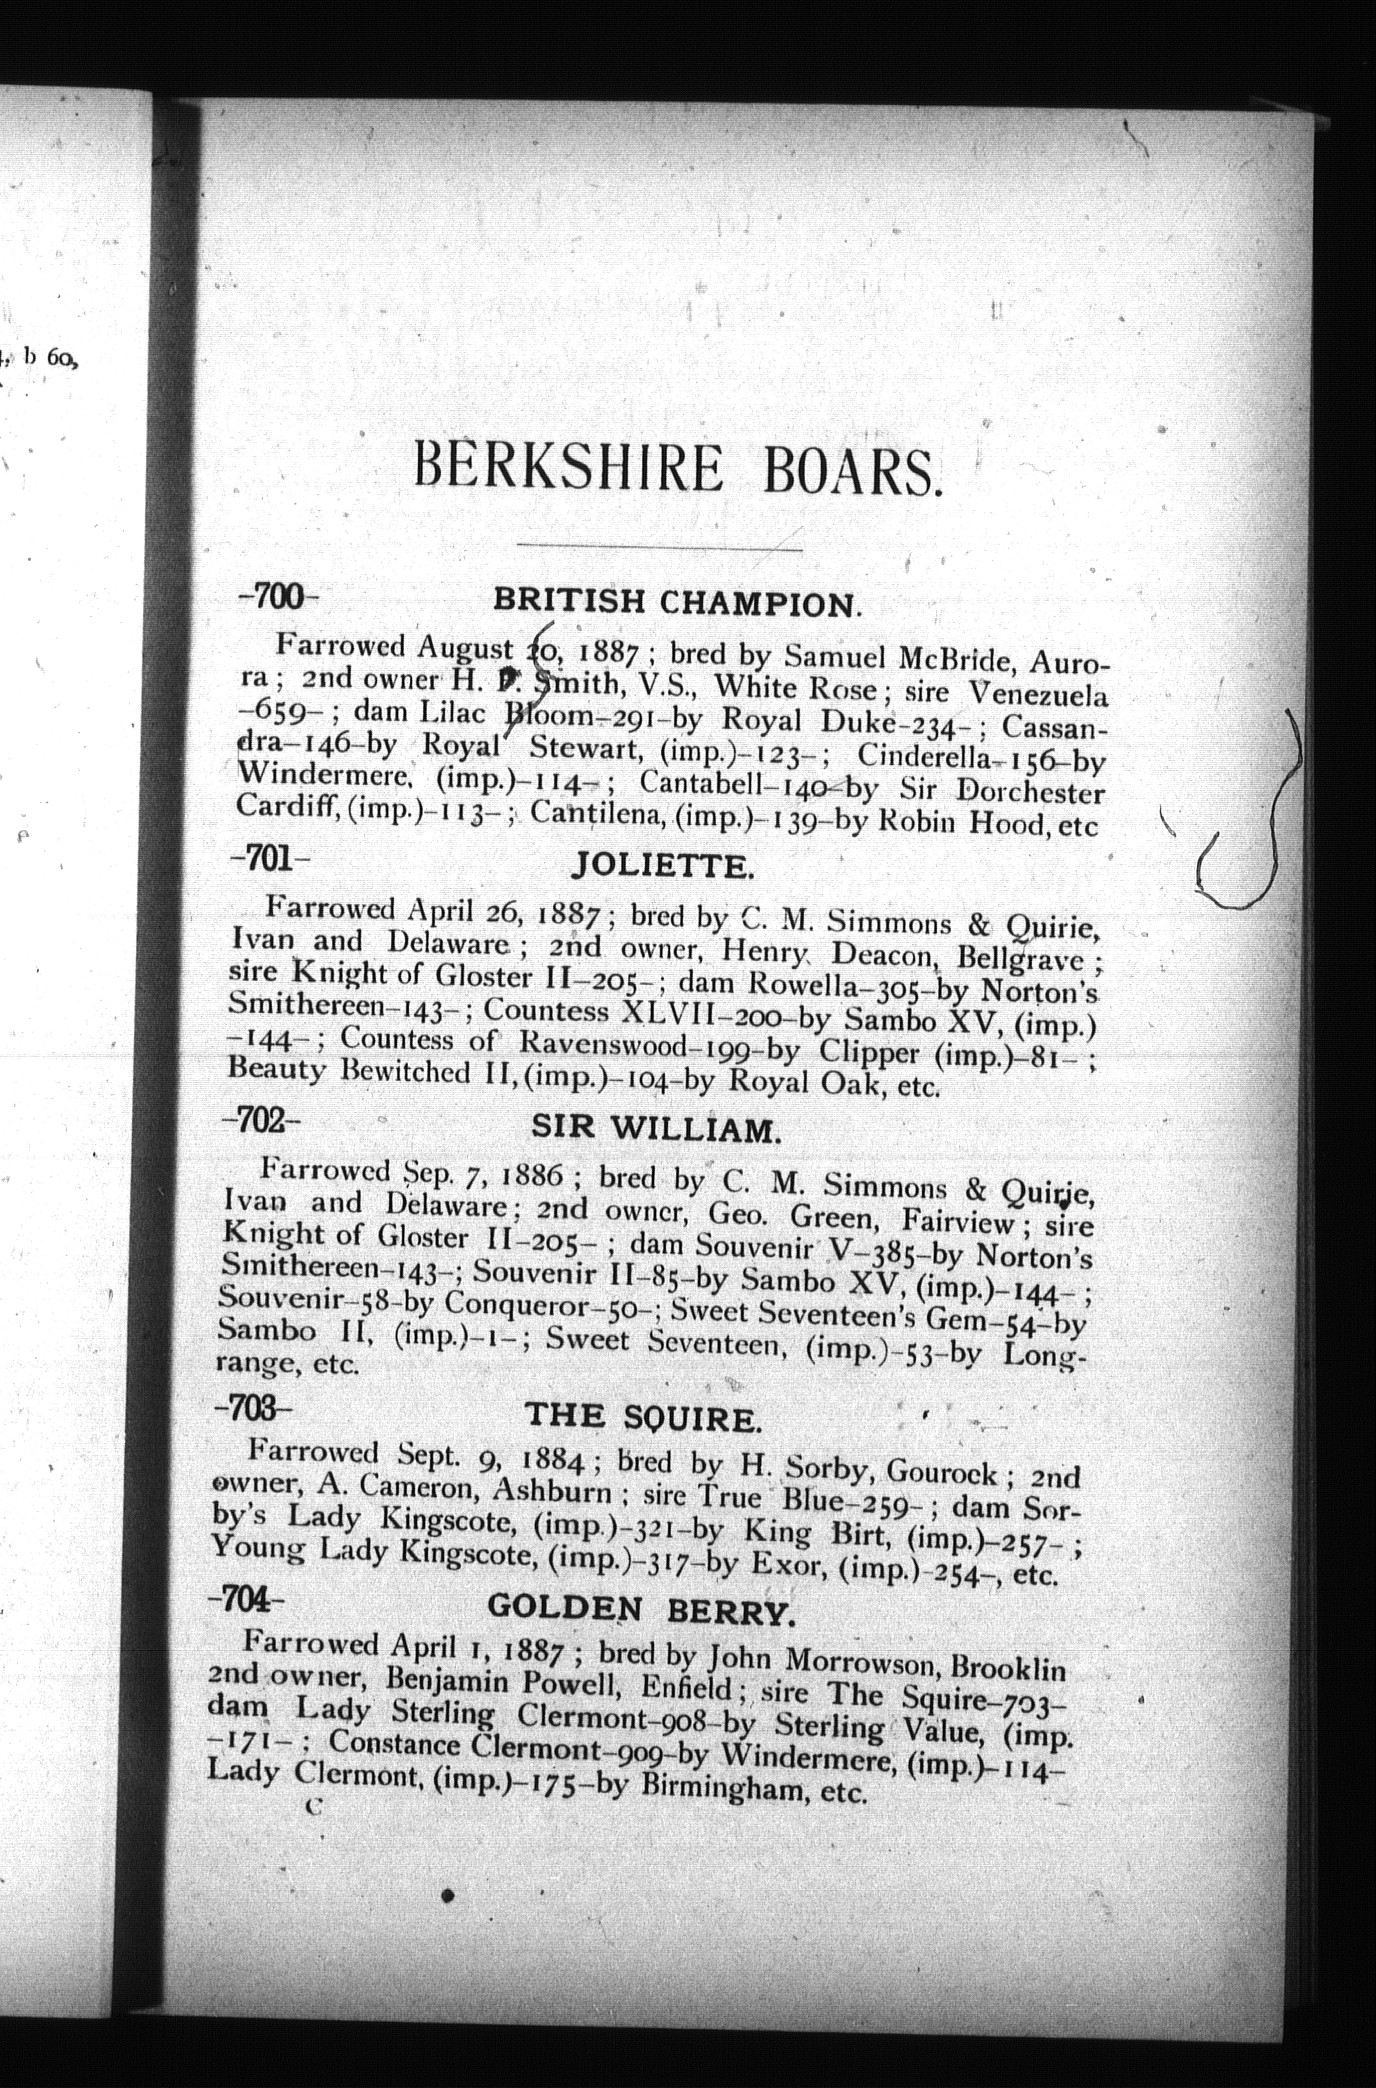 b 60,
BERKSHIRE BOARS.
-700- BRITISH CHAMPION.
Farrowed August 1887 ; bred by Samuel McBride, Auro-
ra ; 2nd owner H. Smith, V.S., White Rose ; sire Venezuela
-659- ; dam Lilac Bloom-291-by Royal Duke-234- ; Cassan-
dra-146-by Royal Stewart, (imp.)-123-; Cinderella-156-by
Windermere, (imp.)-114- ; Cantabell-140-by Sir Dorchester
Cardiff, (imp.)-113- ; Cantilena, (imp.)-139-by Robin Hood, etc
-701- JOLIETTE.
Farrowed April 26, 1887 ; bred by C. M. Simmons & Quirie,
Ivan and Delaware ; 2nd owner, Henry Deacon, Bellgrave ;
sire Knight of Gloster II-205- ; dam Rowella-305-by Norton's
Smithereen-143- ; Countess XLVII-200-by Sambo XV, (imp.)
-144- ; Countess of Ravenswood-199-by Clipper (imp.)-81- ;
Beauty Bewitched II, (imp.)-104-by Royal Oak, etc.
-702- SIR WILLIAM.
Farrowed Sep. 7, 1886 ; bred by C. M. Simmons & Quirie,
Ivan and Delaware ; 2nd owner, Geo. Green, Fairview ; sire
Knight of Gloster II-205- ; dam Souvenir V-385-by Norton's
Smithereen-143-; Souvenir II-85-by Sambo XV, (imp.)-144- ;
Souvenir-58-by Conqueror-50-; Sweet Seventeen's Gem-54-by
Sambo II, (imp.)-1- ; Sweet Seventeen, (imp.)-53-by Long-
range, etc.
-703- THE SQUIRE.
Farrowed Sept. 9, 1884 ; bred by H. Sorby, Gourock ; 2nd
owner, A. Cameron, Ashburn ; sire True Blue-259- ; dam Sor-
by's Lady Kingscote, (imp.)-321-by King Birt, (imp.)-257- ;
Young Lady Kingscote, (imp.)-317-by Exor, (imp.)-254-, etc.
-704- GOLDEN BERRY.
Farrowed April 1, 1887 ; bred by John Morrowson, Brooklin
2nd owner, Benjamin Powell, Enfield ; sire The Squire-703-
dam Lady Sterling Clermont-908-by Sterling Value, (imp.
-171- ; Constance Clermont-909-by Windermere, (imp.)-114-
Lady Clermont, (imp.)-175-by Birmingham, etc.
C